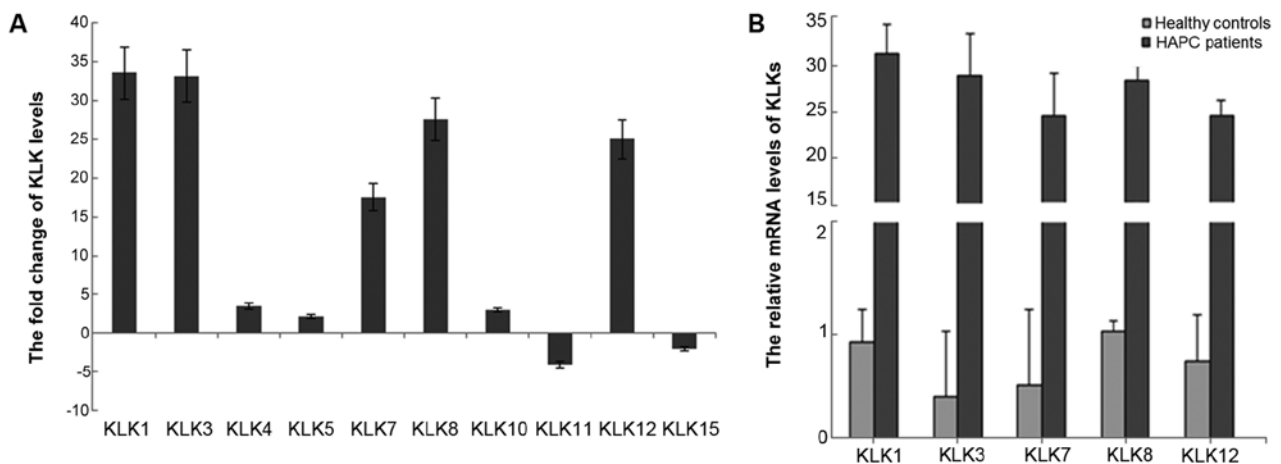 A
The fold change of KLK levels
40
35
30
25
20
15
10
5
0
-5
-10
KLK1 KLK3 KLK4 KLK5 KLK7 KLK8 KLK10 KLK11 KLK12 KLK15
B
The relative mRNA levels of KLKs
Healthy controls
HAPC patients
35
30
25
20
15
2
1
0
KLK1 KLK3 KLK7 KLK8 KLK12